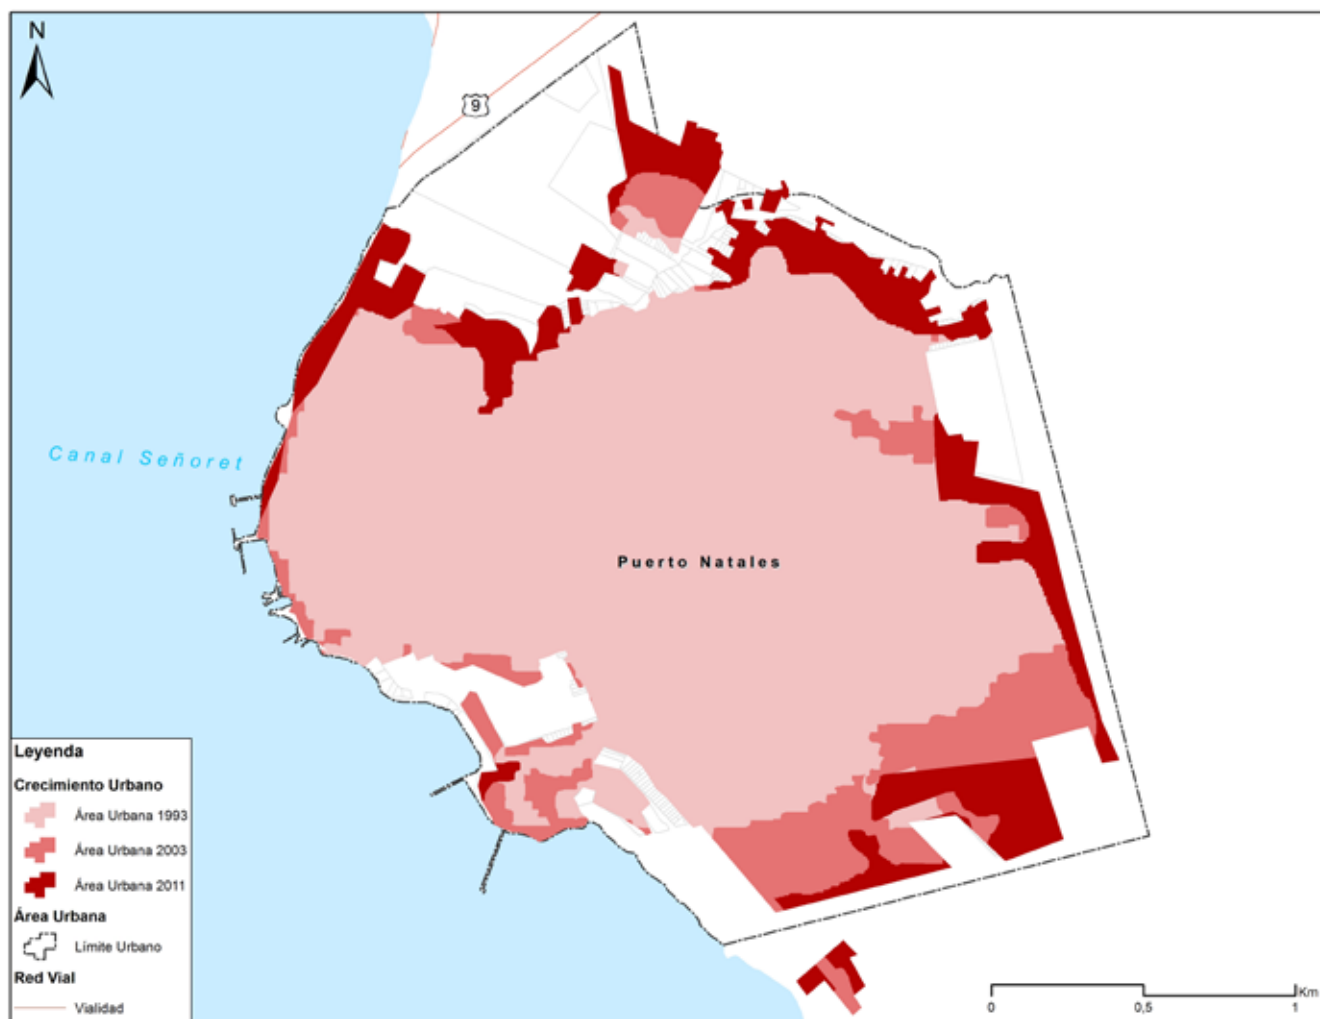 N
9
Canal Señoret
Puerto Natales
Leyenda
Crecimiento Urbano
Área Urbana 1993
Área Urbana 2003
Área Urbana 2011
Área Urbana
Límite Urbano
Red Vial
Vialidad
Km
0 0,5 1